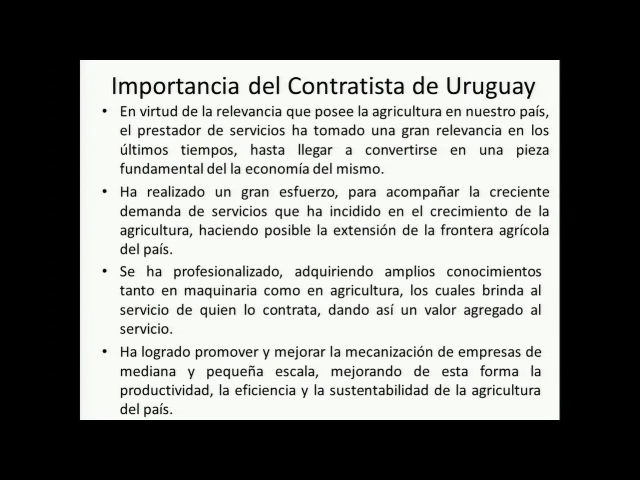 Importancia del Contratista de Uruguay
• En virtud de la relevancia que posee la agricultura en nuestro país,
el prestador de servicios ha tomado una gran relevancia en los
últimos tiempos, hasta llegar a convertirse en una pieza
fundamental del la economía del mismo.
• Ha realizado un gran esfuerzo, para acompañar la creciente
demanda de servicios que ha incidido en el crecimiento de la
agricultura, haciendo posible la extensión de la frontera agrícola
del país.
• Se ha profesionalizado, adquiriendo amplios conocimientos
tanto en maquinaria como en agricultura, los cuales brinda al
servicio de quien lo contrata, dando así un valor agregado al
servicio.
• Ha logrado promover y mejorar la mecanización de empresas de
mediana y pequeña escala, mejorando de esta forma la
productividad, la eficiencia y la sustentabilidad de la agricultura
del país.